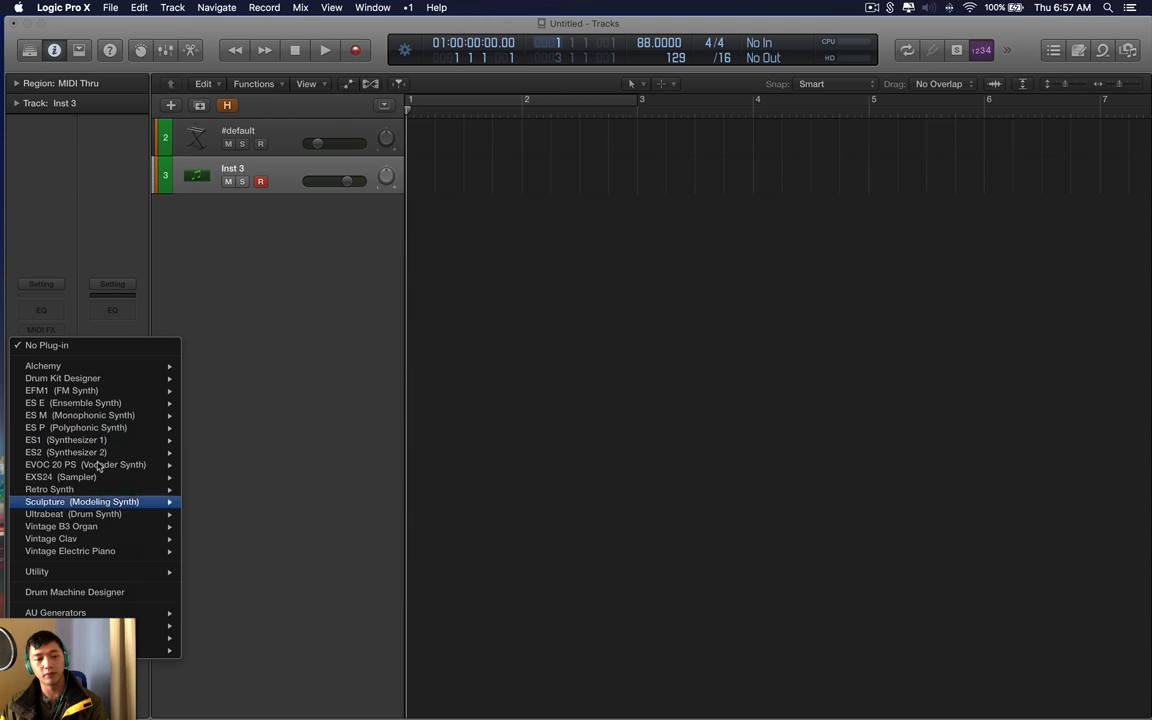 Logic Pro X File Edit Track Navigate Record Mix View Window •1 Help 100% Thu 6:57 AM
Untitled - Tracks
01:00:00:00.00 0001 1 001 88.0000 4/4 No In CPU
1 1 1 1 0003 1 1 001 129 /16 No Out HD
1234
Region: MIDI Thru Edit Functions View Snap: Smart Drag: No Overlap
Track: Inst 3 H 1 2 3 4 5 6 7
2 #default
M S R
3 Inst 3
M S R
L R
Setting Setting
EQ EQ
MIDI FX
✓ No Plug-in
Alchemy
Drum Kit Designer
EFM1 (FM Synth)
ES E (Ensemble Synth)
ES M (Monophonic Synth)
ES P (Polyphonic Synth)
ES1 (Synthesizer 1)
ES2 (Synthesizer 2)
EVOC 20 PS (Vocoder Synth)
EXS24 (Sampler)
Retro Synth
Sculpture (Modeling Synth)
Ultrabeat (Drum Synth)
Vintage B3 Organ
Vintage Clav
Vintage Electric Piano
Utility
Drum Machine Designer
AU Generators